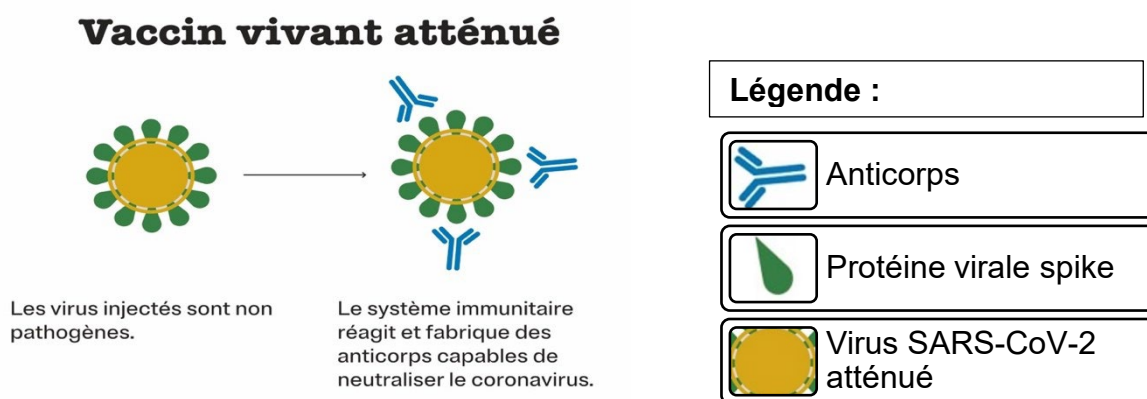 Vaccin vivant atténué
Les virus injectés sont non
pathogènes.
Le système immunitaire
réagit et fabrique des
anticorps capables de
neutraliser le coronavirus.
Légende :
Anticorps
Protéine virale spike
Virus SARS-CoV-2
atténué